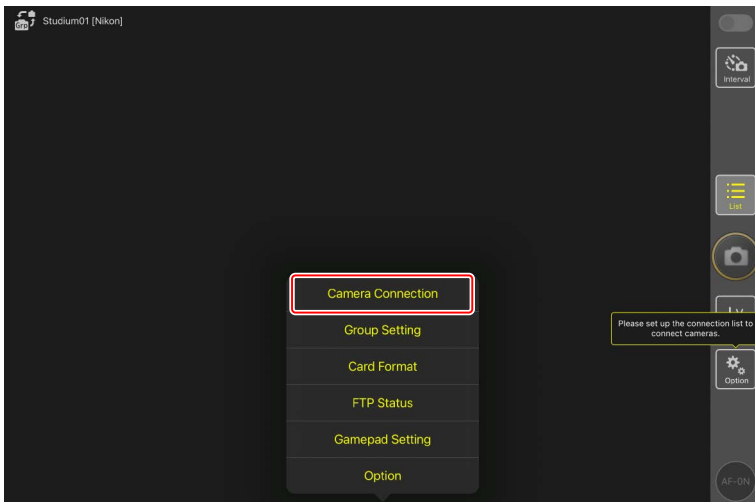 Grp
Studium01 [Nikon]
Interval
List
Camera Connection
Group Setting
Card Format
FTP Status
Gamepad Setting
Option
Please set up the connection list to
connect cameras.
Option
AF-ON